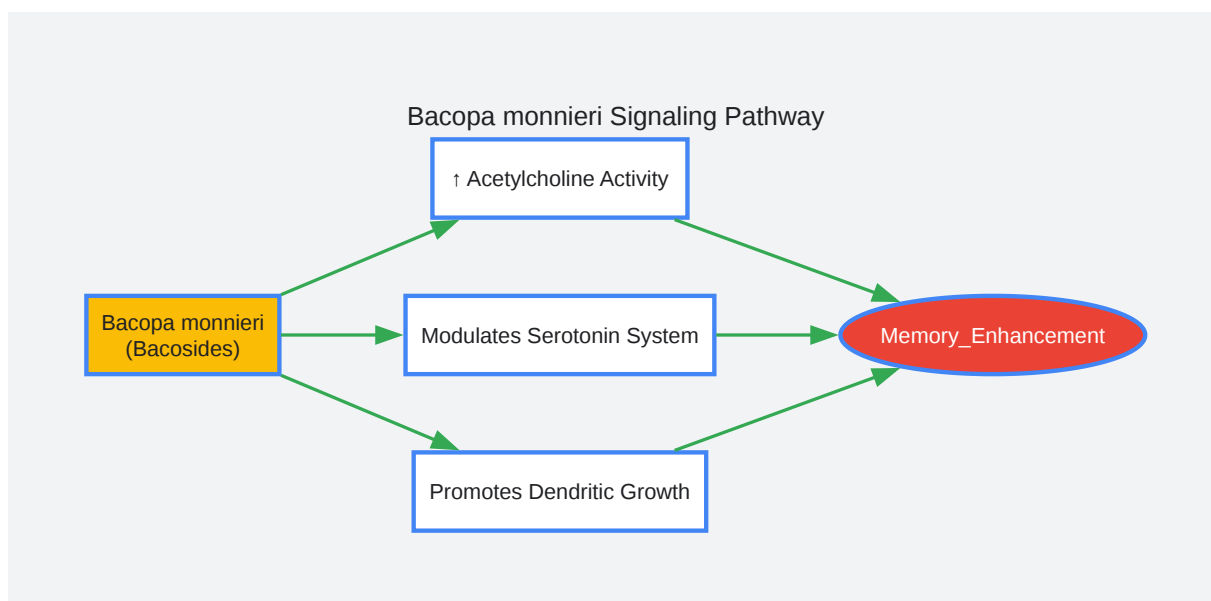 Bacopa monnieri Signaling Pathway
↑ Acetylcholine Activity
Bacopa monnieri
(Bacosides)
Modulates Serotonin System
Memory_Enhancement
Promotes Dendritic Growth